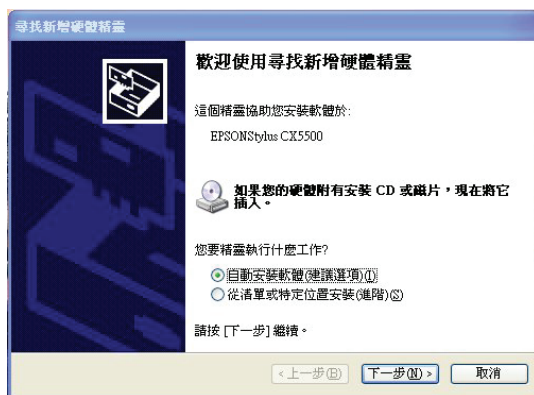 尋找新增硬體精靈
歡迎使用尋找新增硬體精靈
這個精靈協助您安裝軟體於:
EPSONStylus CX5500
如果您的硬體附有安裝 CD 或磁片，現在將它
插入。
您要精靈執行什麼工作?
自動安裝軟體(建議選項)(I)
從清單或特定位置安裝(進階)(S)
請按 [下一步] 繼續。
<上一步(B) 下一步(N)> 取消